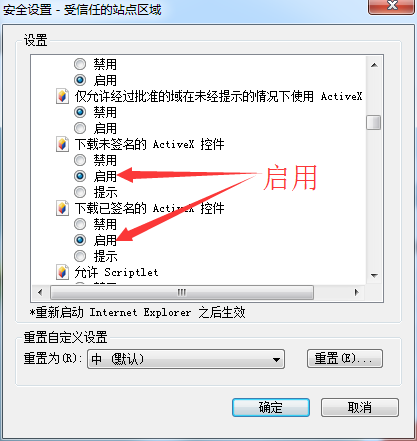 安全设置 - 受信任的站点区域
设置
禁用
启用
仅允许经过批准的域在未经提示的情况下使用 ActiveX
禁用
启用
下载未签名的 ActiveX 控件
禁用
启用
提示
启用
下载已签名的 ActiveX 控件
禁用
启用
提示
允许 Scriptlet
禁用
*重新启动 Internet Explorer 之后生效
重置自定义设置
重置为(R): 中 (默认) 重置(E)...
确定 取消